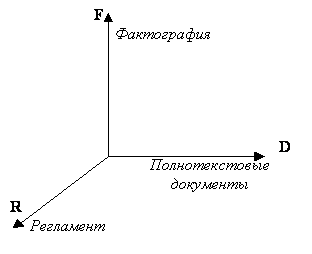 F
Фактография
D
Полнотекстовые
документы
R
Регламент